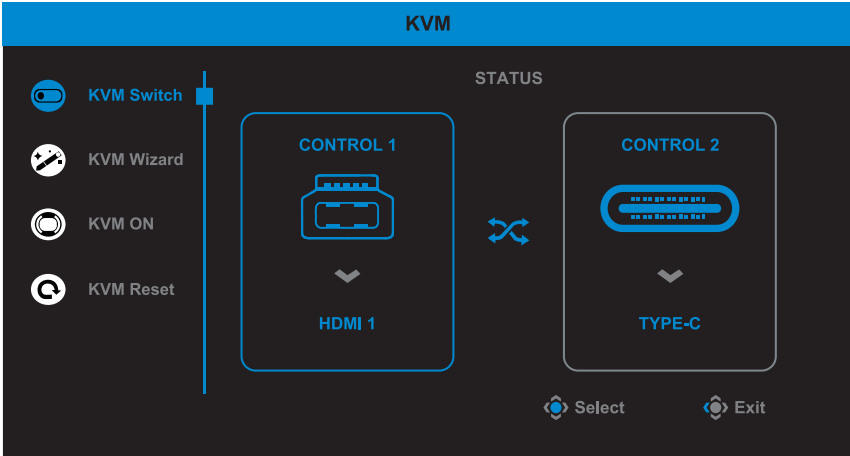 KVM
KVM Switch
KVM Wizard
KVM ON
KVM Reset
STATUS
CONTROL 1
HDMI 1
CONTROL 2
TYPE-C
Select
Exit